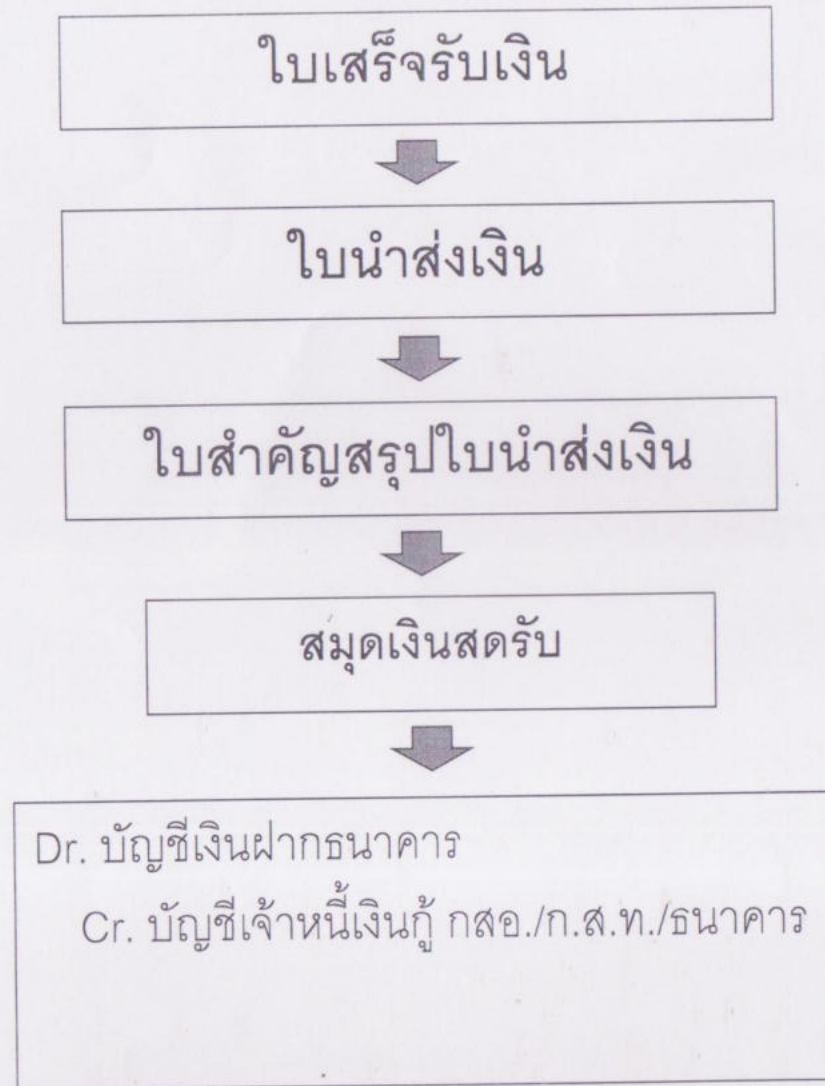 ใบเสร็จรับเงิน
ใบนำส่งเงิน
ใบสำคัญสรุปใบนำส่งเงิน
สมุดเงินสดรับ
Dr. บัญชีเงินฝากธนาคาร
Cr. บัญชีเจ้าหนี้เงินกู้ กสอ./ก.ส.ท./ธนาคาร